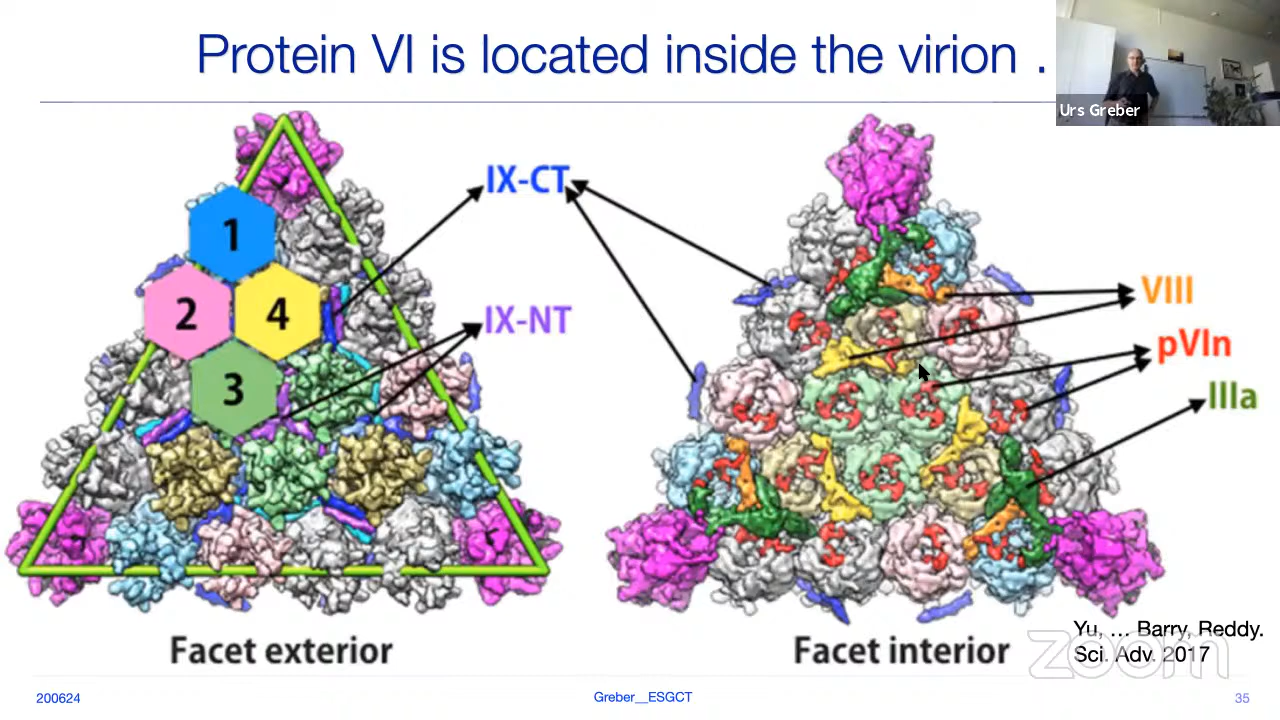 Protein VI is located inside the virion .
Urs Greber
IX-CT
1
2
4
VIII
IX-NT
pVIn
3
IIIa
Facet exterior
Facet interior
Yu, ... Barry, Reddy.
Sci. Adv. 2017
zoom
200624
Greber__ESGCT
35